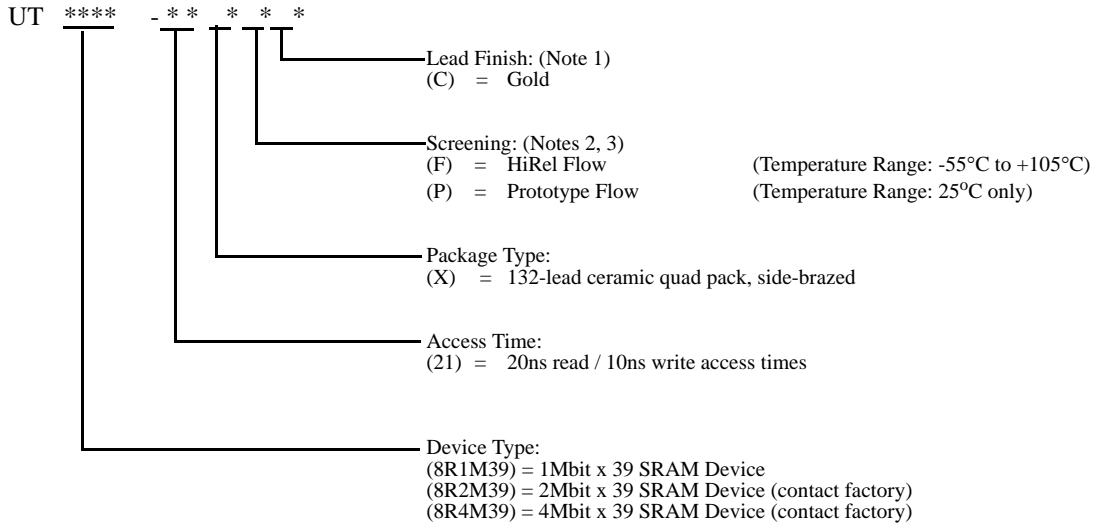 UT **** - * * * * *
Lead Finish: (Note 1)
(C) = Gold
Screening: (Notes 2, 3)
(F) = HiRel Flow (Temperature Range: -55°C to +105°C)
(P) = Prototype Flow (Temperature Range: 25°C only)
Package Type:
(X) = 132-lead ceramic quad pack, side-brazed
Access Time:
(21) = 20ns read / 10ns write access times
Device Type:
(8R1M39) = 1Mbit x 39 SRAM Device
(8R2M39) = 2Mbit x 39 SRAM Device (contact factory)
(8R4M39) = 4Mbit x 39 SRAM Device (contact factory)